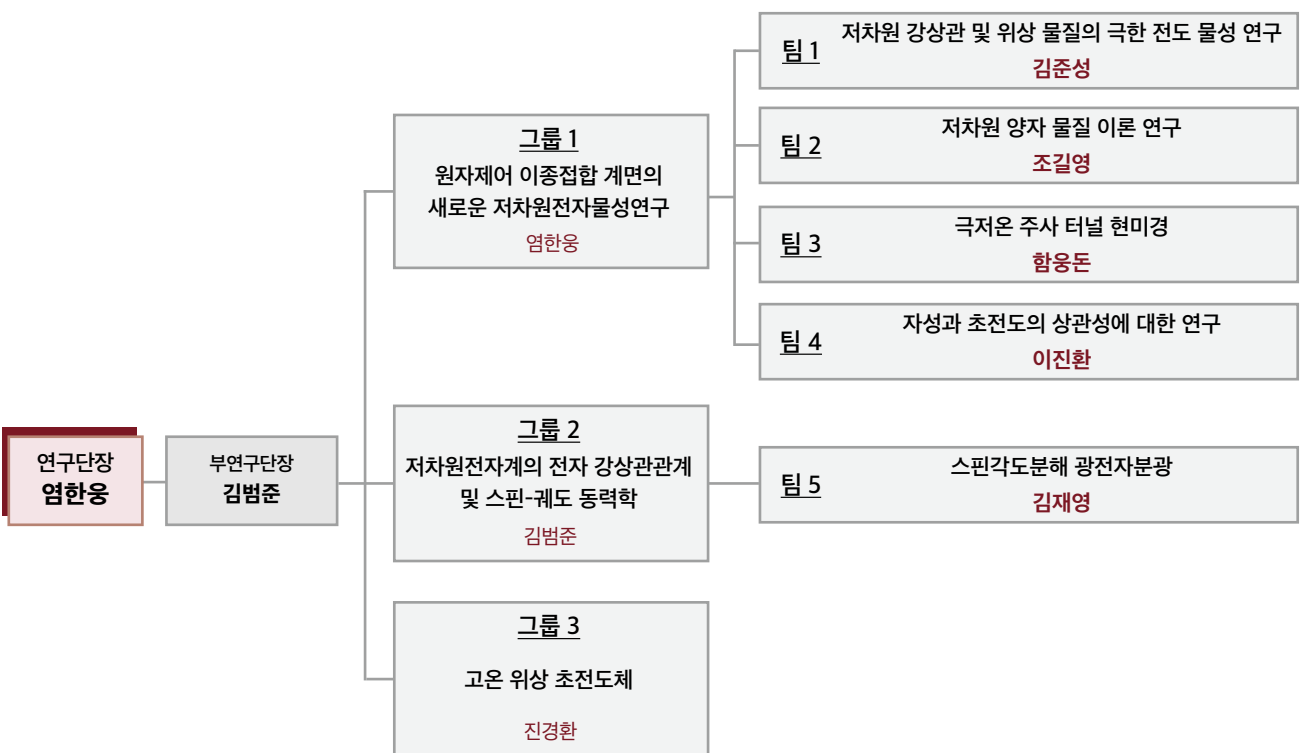 연구단장
염한웅
부연구단장
김범준
그룹 1
원자제어 이종접합 계면의
새로운 저차원전자물성연구
염한웅
팀 1
저차원 강상관 및 위상 물질의 극한 전도 물성 연구
김준성
팀 2
저차원 양자 물질 이론 연구
조길영
팀 3
극저온 주사 터널 현미경
함웅돈
팀 4
자성과 초전도의 상관성에 대한 연구
이진환
그룹 2
저차원전자계의 전자 강상관관계
및 스핀-궤도 동력학
김범준
팀 5
스핀각도분해 광전자분광
김재영
그룹 3
고온 위상 초전도체
진경환